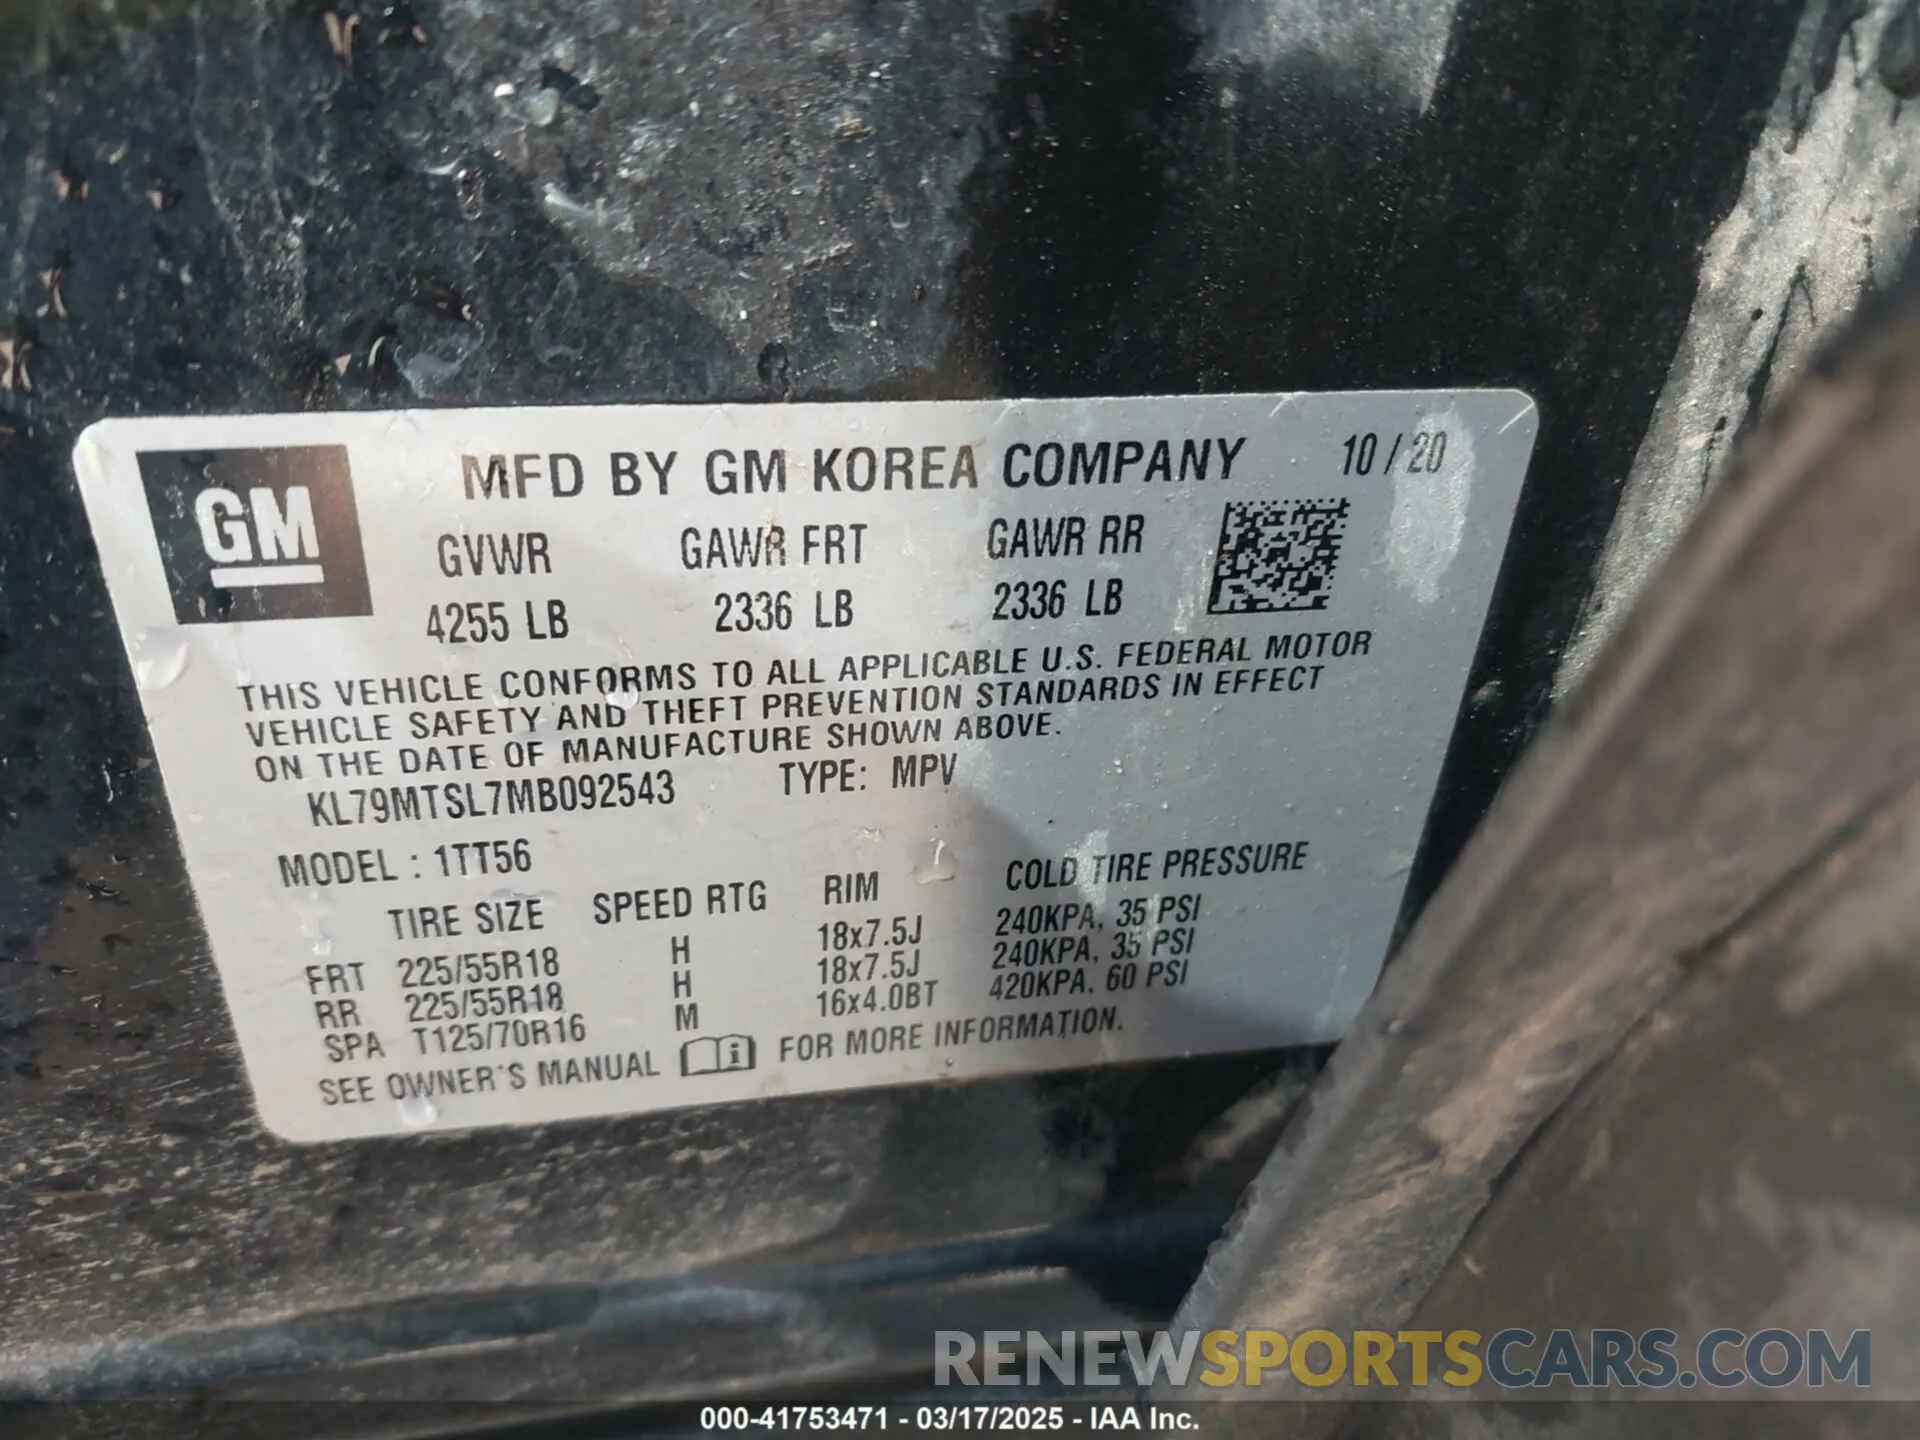 GM
MFD BY GM KOREA COMPANY 10 / 20
GVWR GAWR FRT GAWR RR
4255 LB 2336 LB 2336 LB
THIS VEHICLE CONFORMS TO ALL APPLICABLE U.S. FEDERAL MOTOR
VEHICLE SAFETY AND THEFT PREVENTION STANDARDS IN EFFECT
ON THE DATE OF MANUFACTURE SHOWN ABOVE.
KL79MTSL7MB092543 TYPE: MPV
MODEL : 1TT56
TIRE SIZE SPEED RTG RIM COLD TIRE PRESSURE
FRT 225/55R18 H 18x7.5J 240KPA, 35 PSI
RR 225/55R18 H 18x7.5J 240KPA, 35 PSI
SPA T125/70R16 M 16x4.0BT 420KPA, 60 PSI
SEE OWNER'S MANUAL i FOR MORE INFORMATION.
RENEWSPORTSCARS.COM
000-41753471 - 03/17/2025 - IAA Inc.